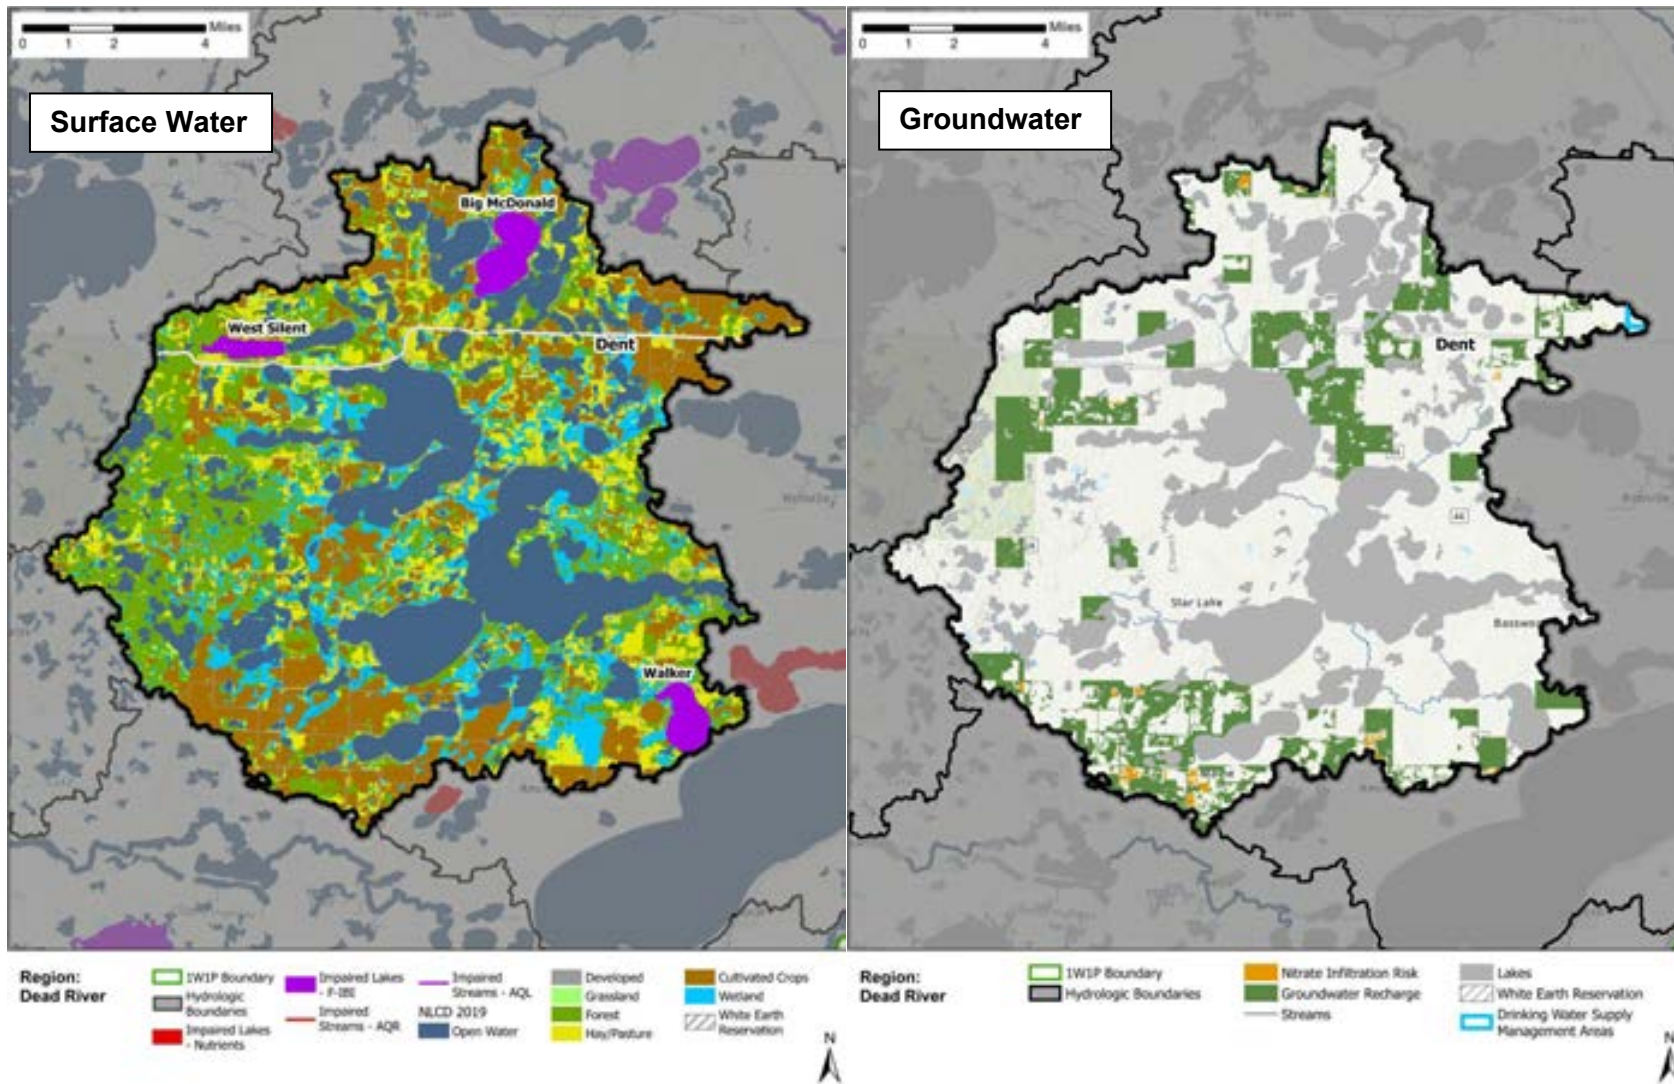 0 1 2 4 Miles
Surface Water
Big McDonald
West Silent
Dent
Walker
Region:
Dead River
1W1P Boundary
Hydrologic
Boundaries
Impaired Lakes
- Nutrients
Impaired Lakes
- F-IBI
Impaired
Streams - AQR
Impaired
Streams - AQL
NLCD 2019
Open Water
Developed
Grassland
Forest
Hay/Pasture
Cultivated Crops
Wetland
White Earth
Reservation
N
0 1 2 4 Miles
Groundwater
Dent
Star Lake
Region:
Dead River
1W1P Boundary
Hydrologic Boundaries
Nitrate Infiltration Risk
Groundwater Recharge
Streams
Lakes
White Earth Reservation
Drinking Water Supply
Management Areas
N